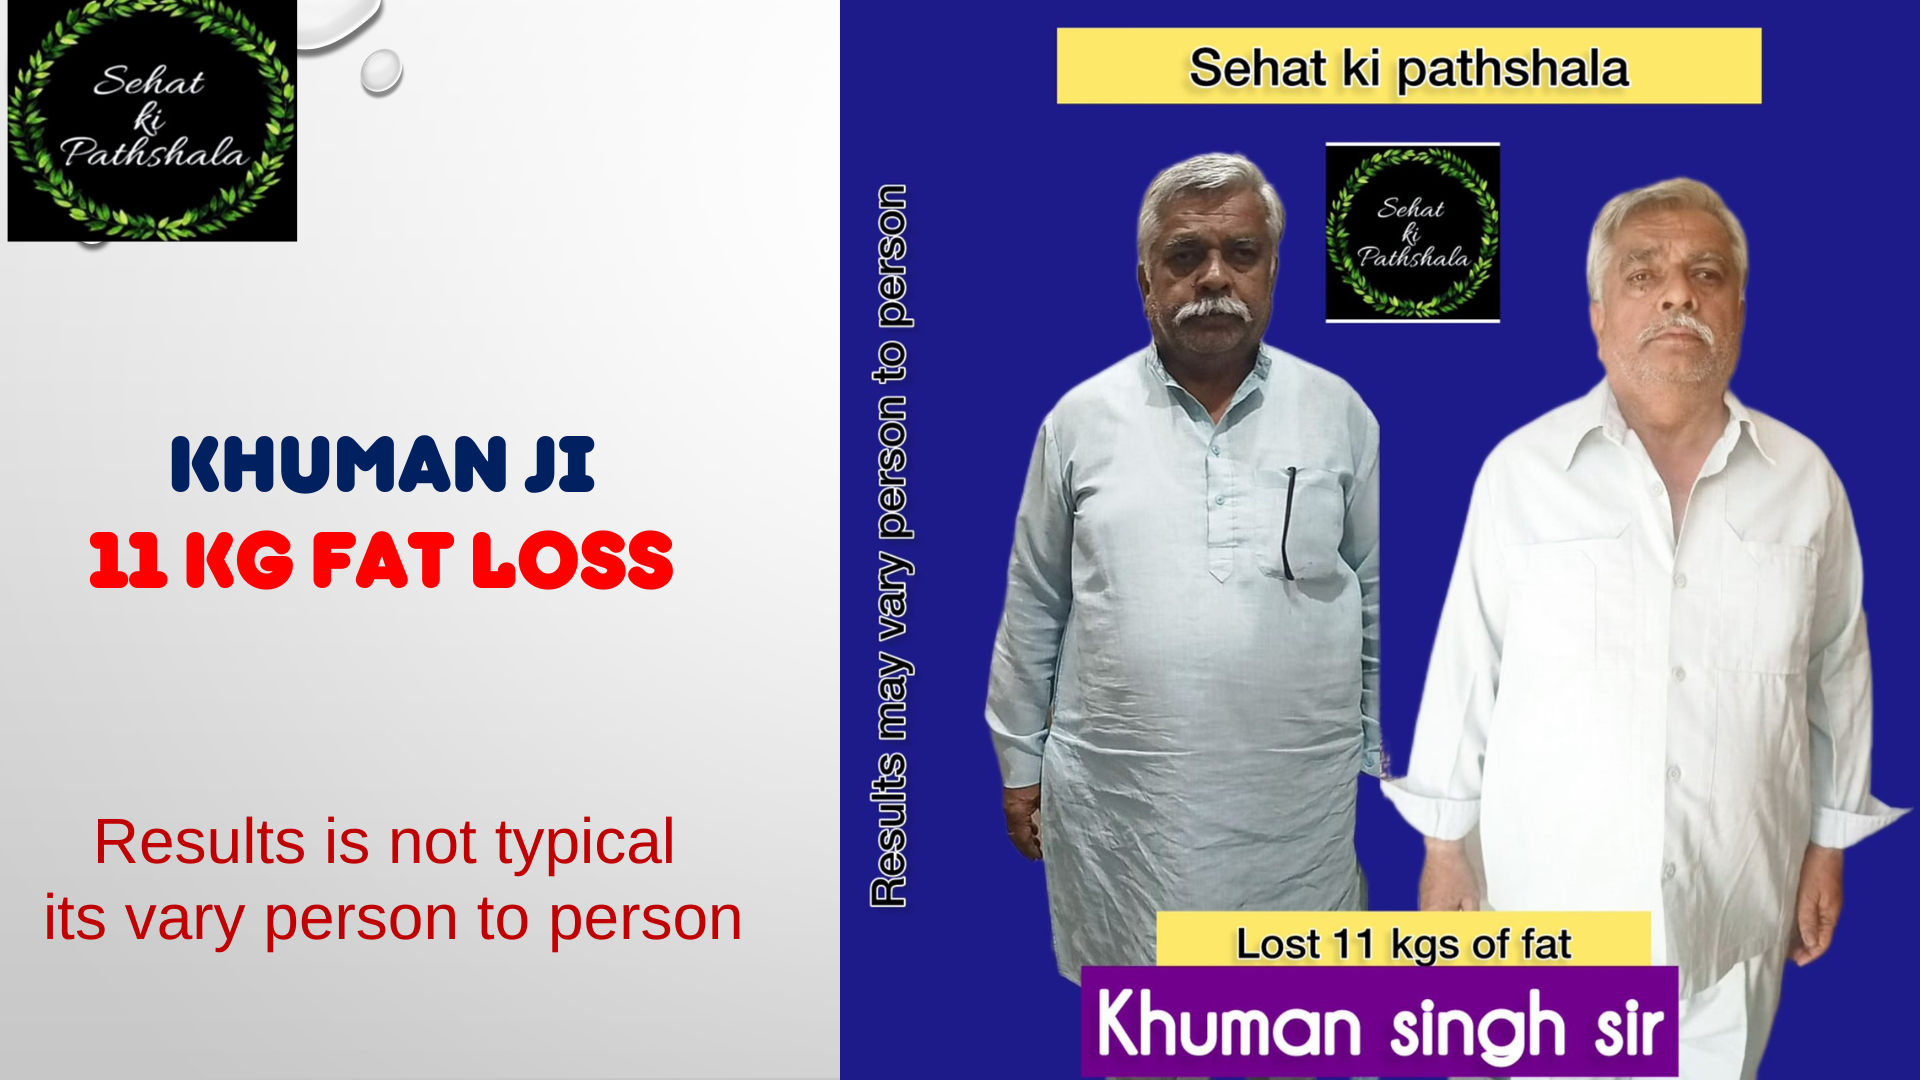 Sehat
ki
Pathshala
KHUMAN JI
11 KG FAT LOSS
Results is not typical
its vary person to person
Results may vary person to person
Sehat ki pathshala
Sehat
ki
Pathshala
Lost 11 kgs of fat
Khuman singh sir